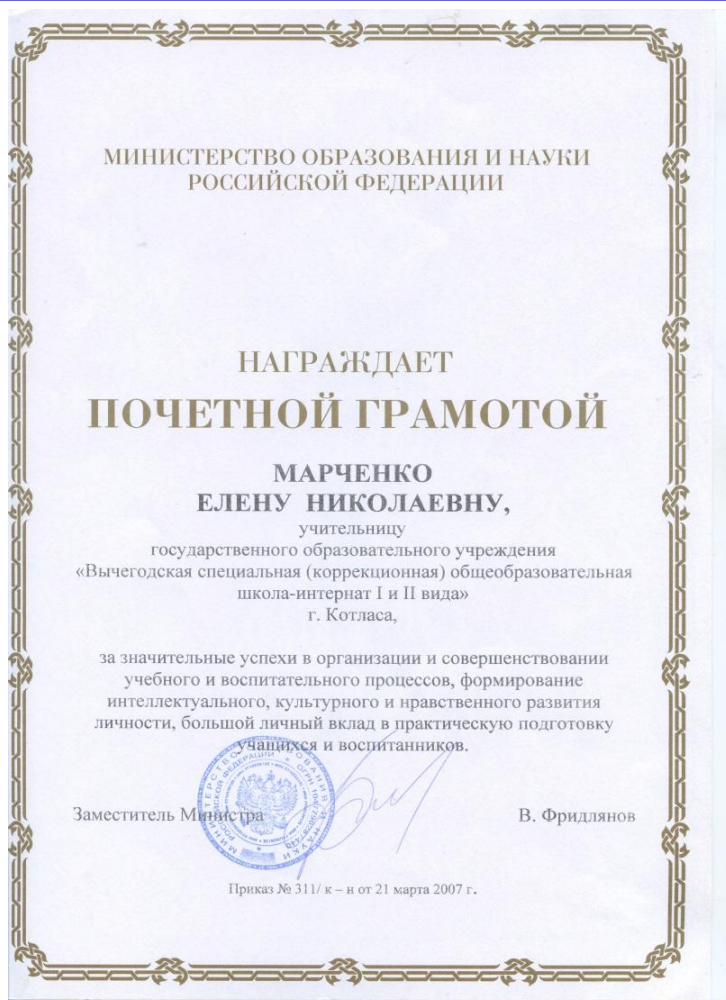 МИНИСТЕРСТВО ОБРАЗОВАНИЯ И НАУКИ
РОССИЙСКОЙ ФЕДЕРАЦИИ
НАГРАЖДАЕТ
ПОЧЕТНОЙ ГРАМОТОЙ
МАРЧЕНКО
ЕЛЕНУ НИКОЛАЕВНУ,
учительницу
государственного образовательного учреждения
«Вычегодская специальная (коррекционная) общеобразовательная
школа-интернат I и II вида»
г. Котласа,
за значительные успехи в организации и совершенствовании
учебного и воспитательного процессов, формирование
интеллектуального, культурного и нравственного развития
личности, большой личный вклад в практическую подготовку
учащихся и воспитанников.
Заместитель Министра
В. Фридлянов
Приказ № 311/ к – н от 21 марта 2007 г.